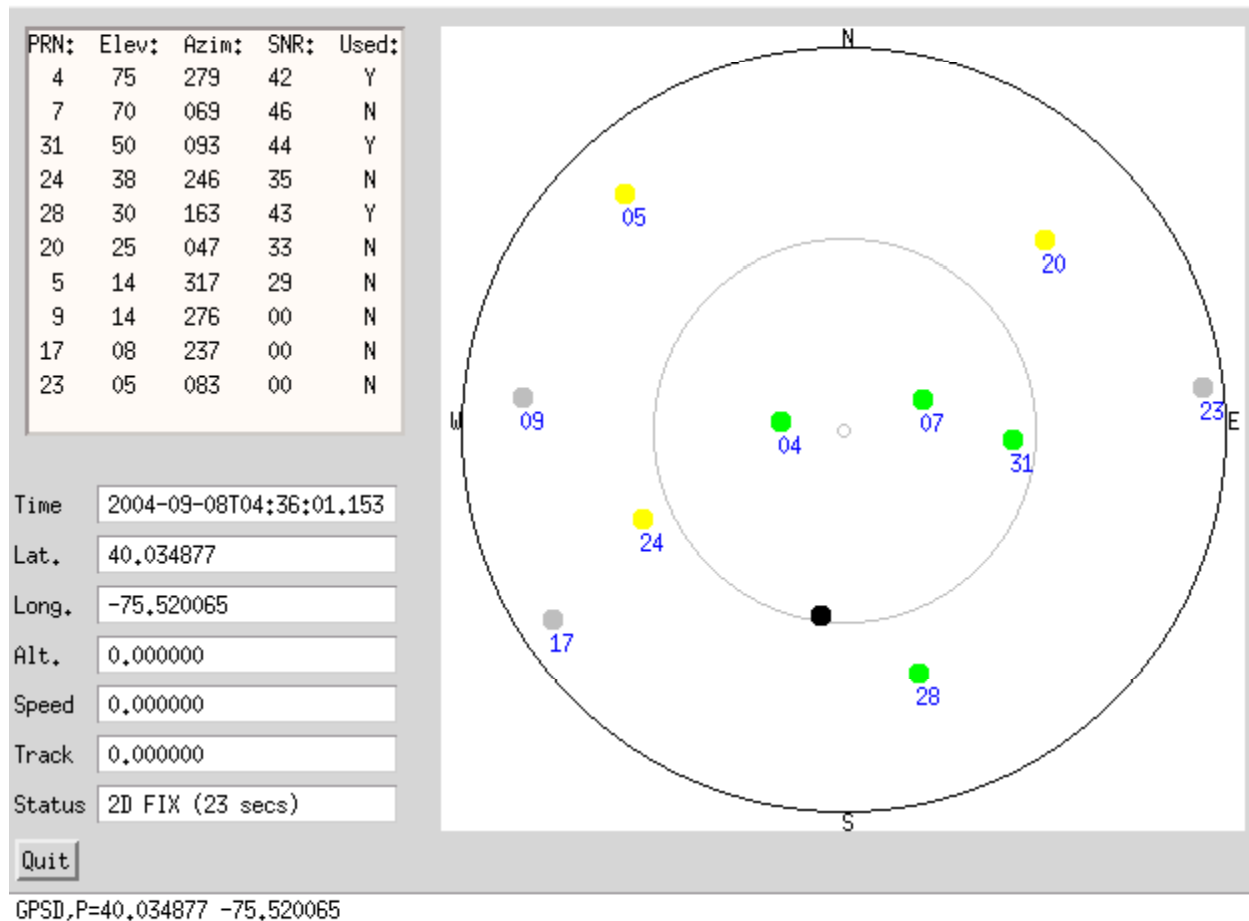 PRN: Elev: Azim: SNR: Used:
4 75 279 42 Y
7 70 069 46 N
31 50 093 44 Y
24 38 246 35 N
28 30 163 43 Y
20 25 047 33 N
5 14 317 29 N
9 14 276 00 N
17 08 237 00 N
23 05 083 00 N
Time 2004-09-08T04:36:01.153
Lat. 40.034877
Long. -75.520065
Alt. 0.000000
Speed 0.000000
Track 0.000000
Status 2D FIX (23 secs)
Quit
N
05
20
23
09
07
W
E
04
31
24
17
28
S
GPSD,P=40.034877 -75.520065